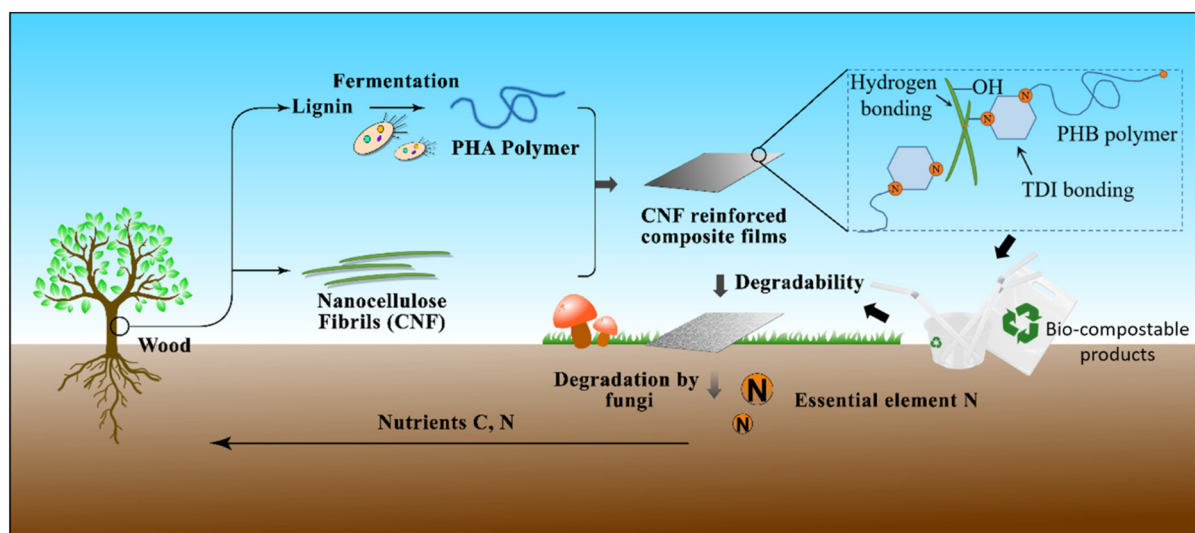 Fermentation
Lignin
PHA Polymer
Nanocellulose
Fibrils (CNF)
Wood
CNF reinforced
composite films
Hydrogen
bonding
OH
N
N
N
N
PHB polymer
TDI bonding
Degradability
Bio-compostable
products
Degradation by
fungi
N
N
Essential element N
Nutrients C, N